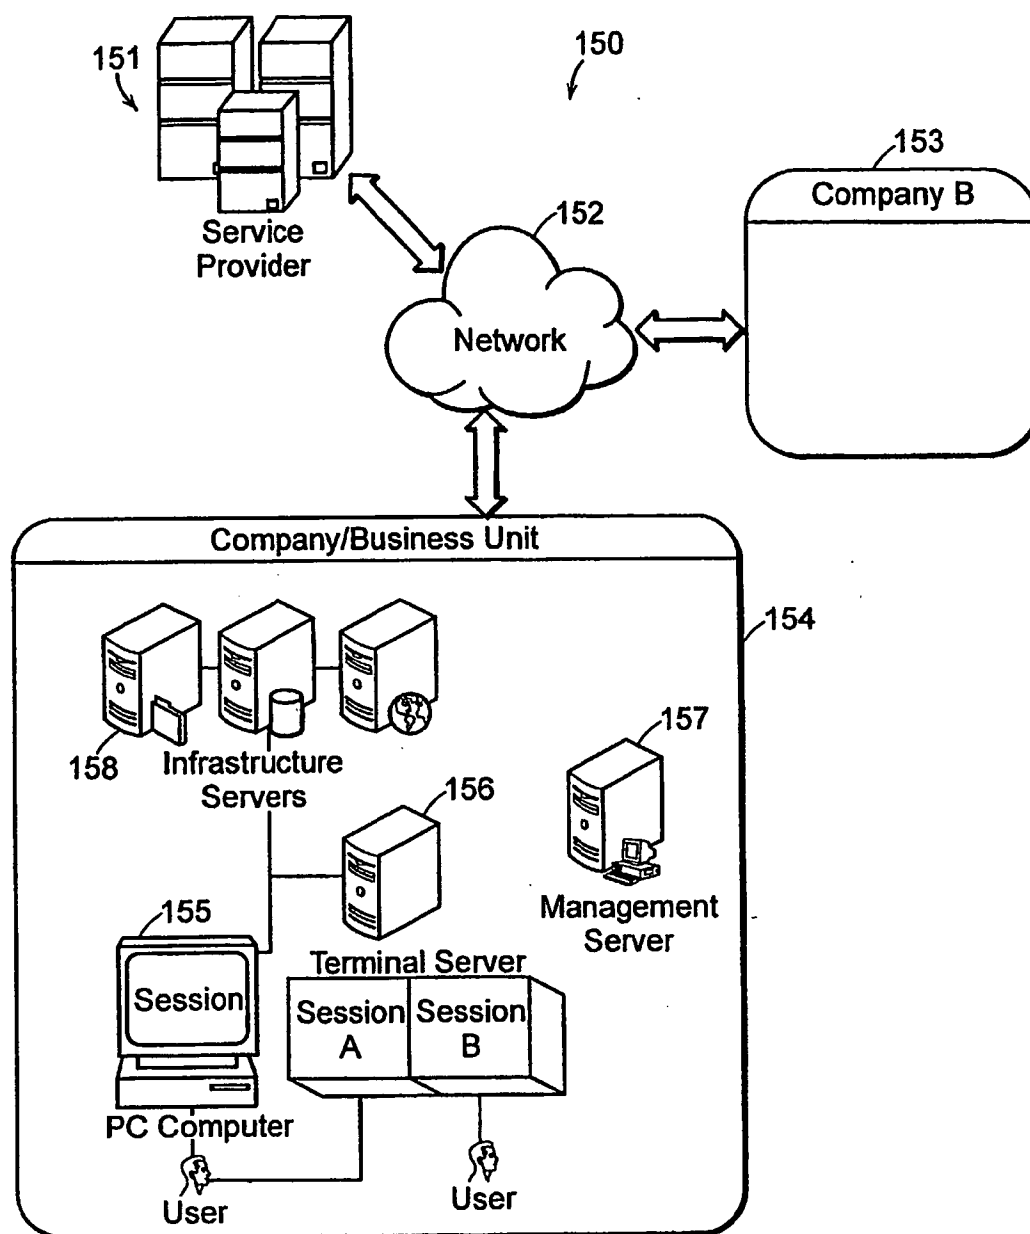 151
150
153
Company B
Service
Provider
152
Network
Company/Business Unit
154
158
Infrastructure
Servers
157
156
Management
Server
155
Session
Terminal Server
Session
A
Session
B
PC Computer
User
User